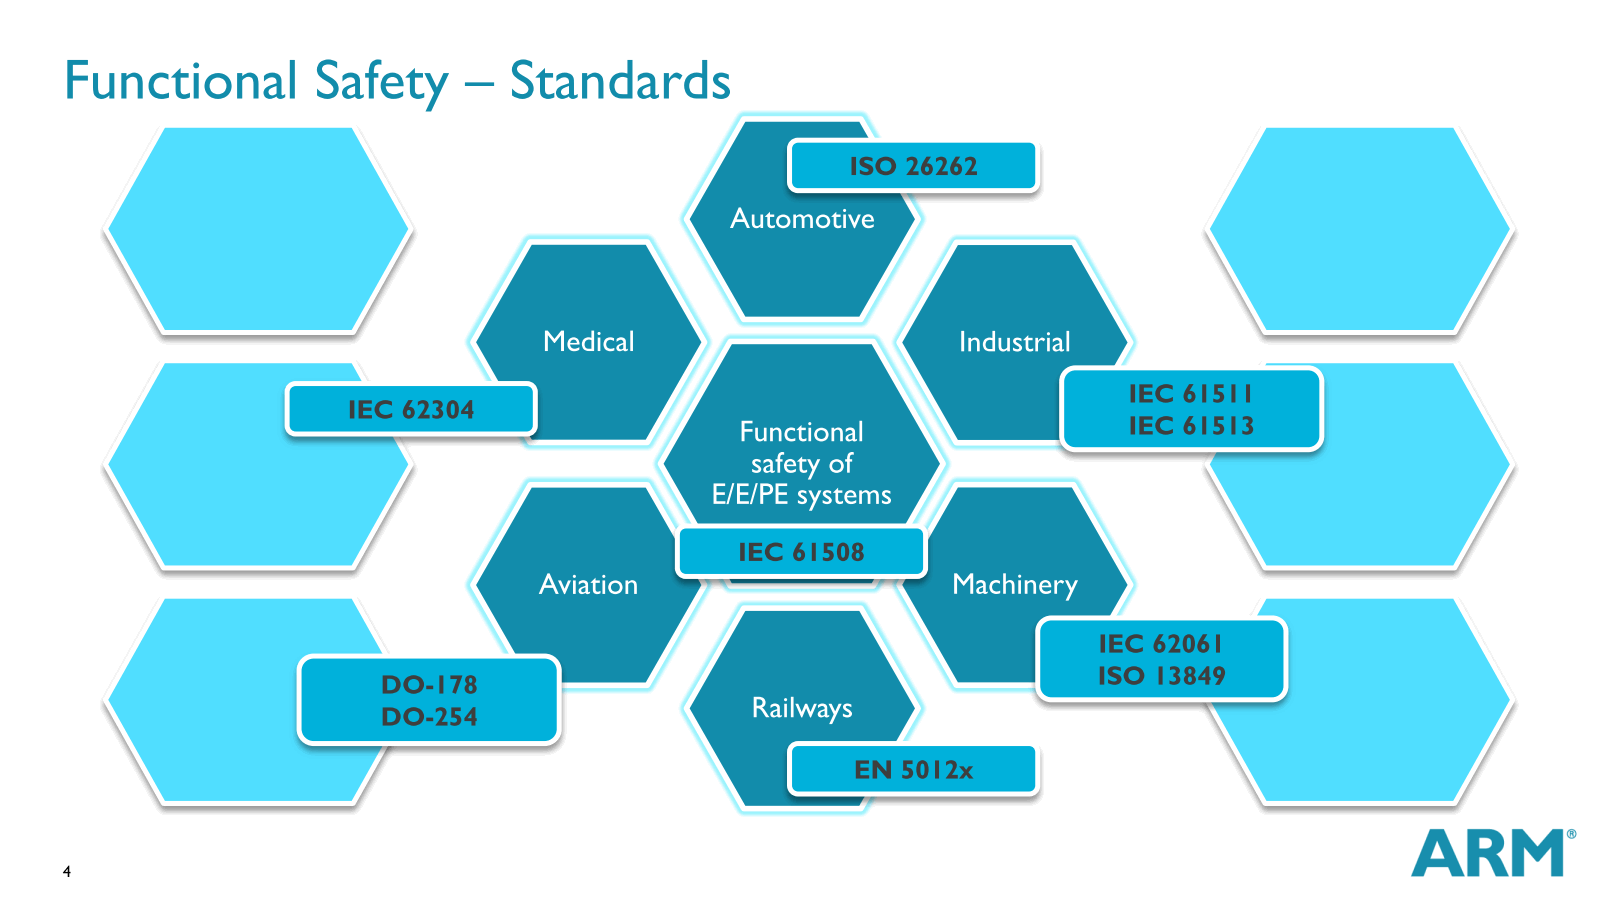 Functional Safety – Standards
ISO 26262
Automotive
Medical
Industrial
IEC 62304
IEC 61511
IEC 61513
Functional
safety of
E/E/PE systems
IEC 61508
Aviation
Machinery
DO-178
DO-254
IEC 62061
ISO 13849
Railways
EN 5012x
ARM®
4